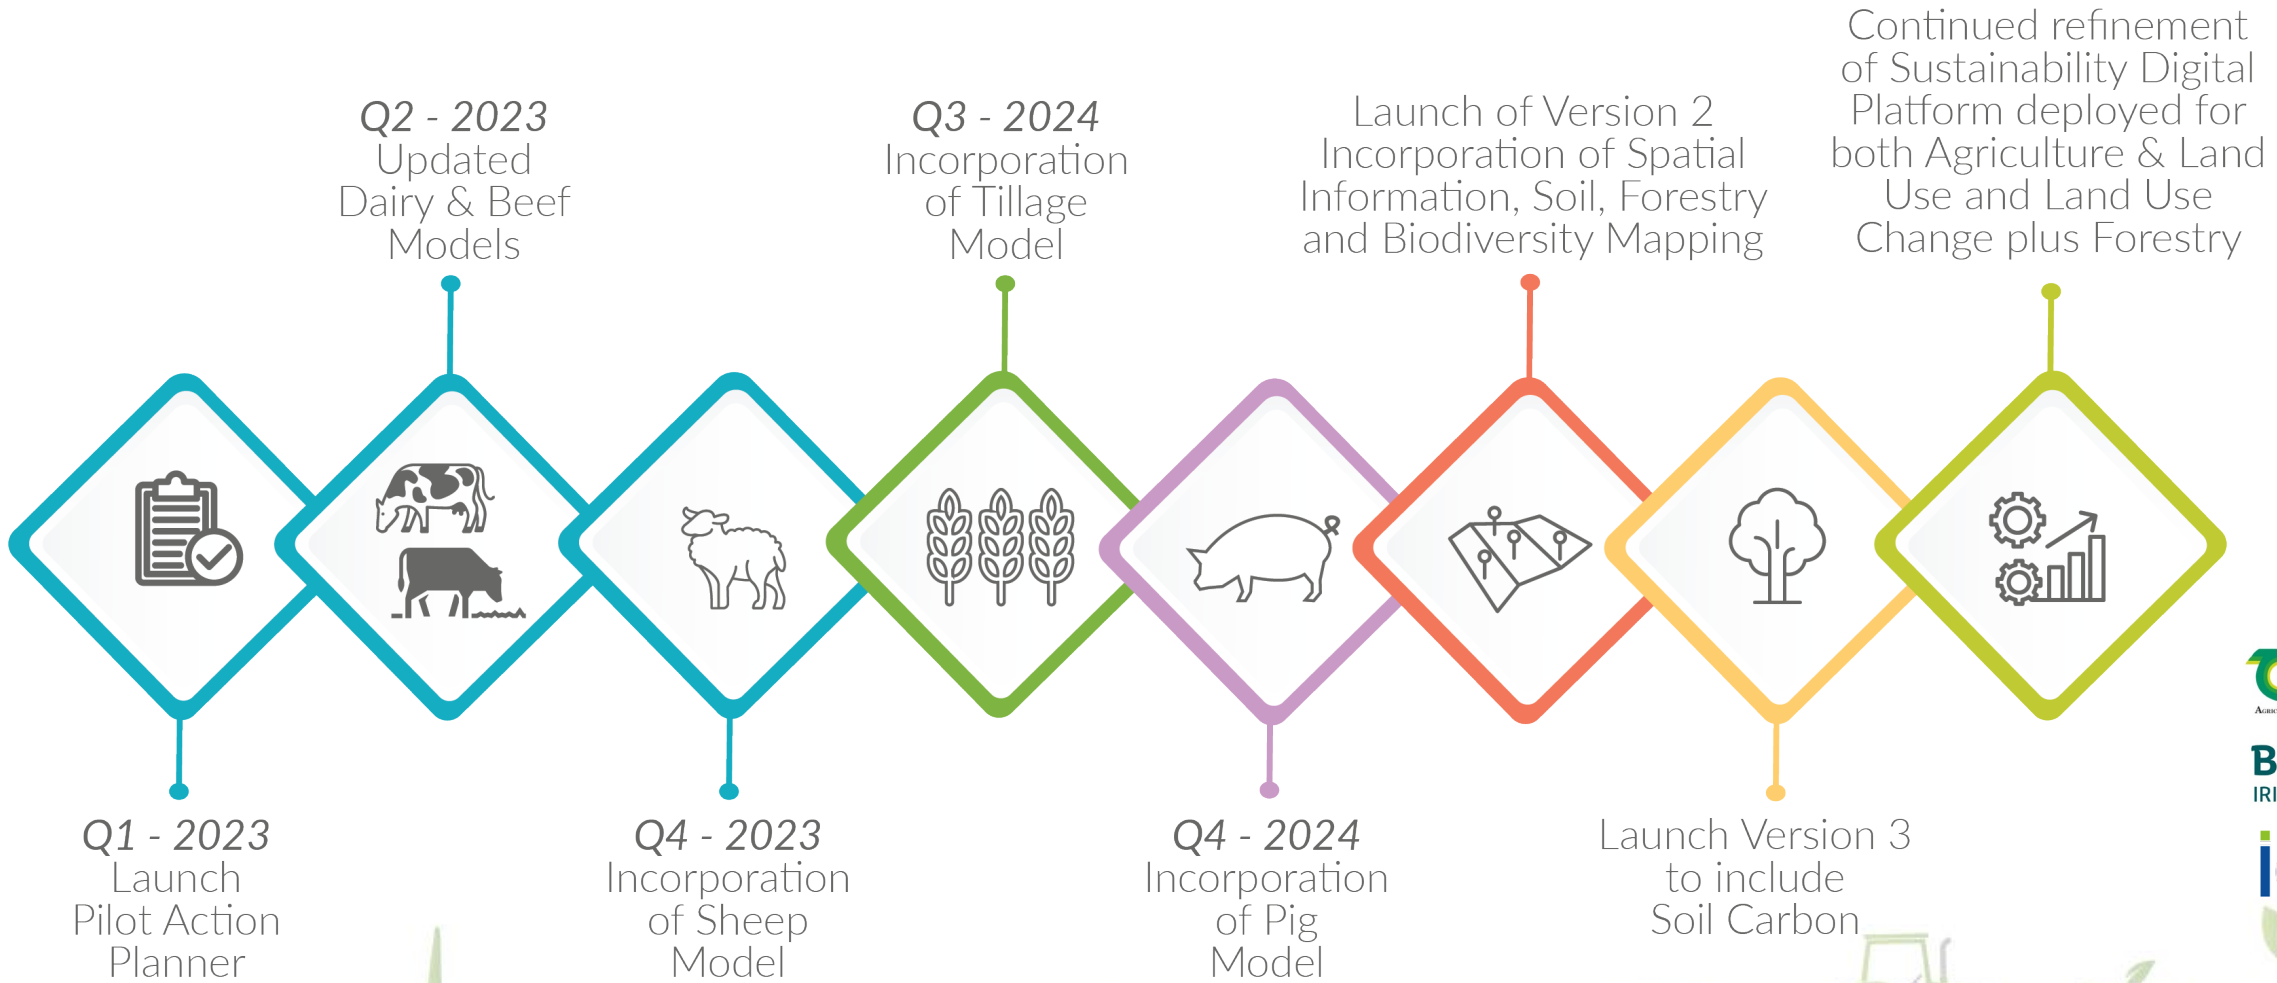 Q1 - 2023
Launch
Pilot Action
Planner
Q2 - 2023
Updated
Dairy & Beef
Models
Q4 - 2023
Incorporation
of Sheep
Model
Q3 - 2024
Incorporation
of Tillage
Model
Q4 - 2024
Incorporation
of Pig
Model
Launch of Version 2
Incorporation of Spatial
Information, Soil, Forestry
and Biodiversity Mapping
Launch Version 3
to include
Soil Carbon
Continued refinement
of Sustainability Digital
Platform deployed for
both Agriculture & Land
Use and Land Use
Change plus Forestry